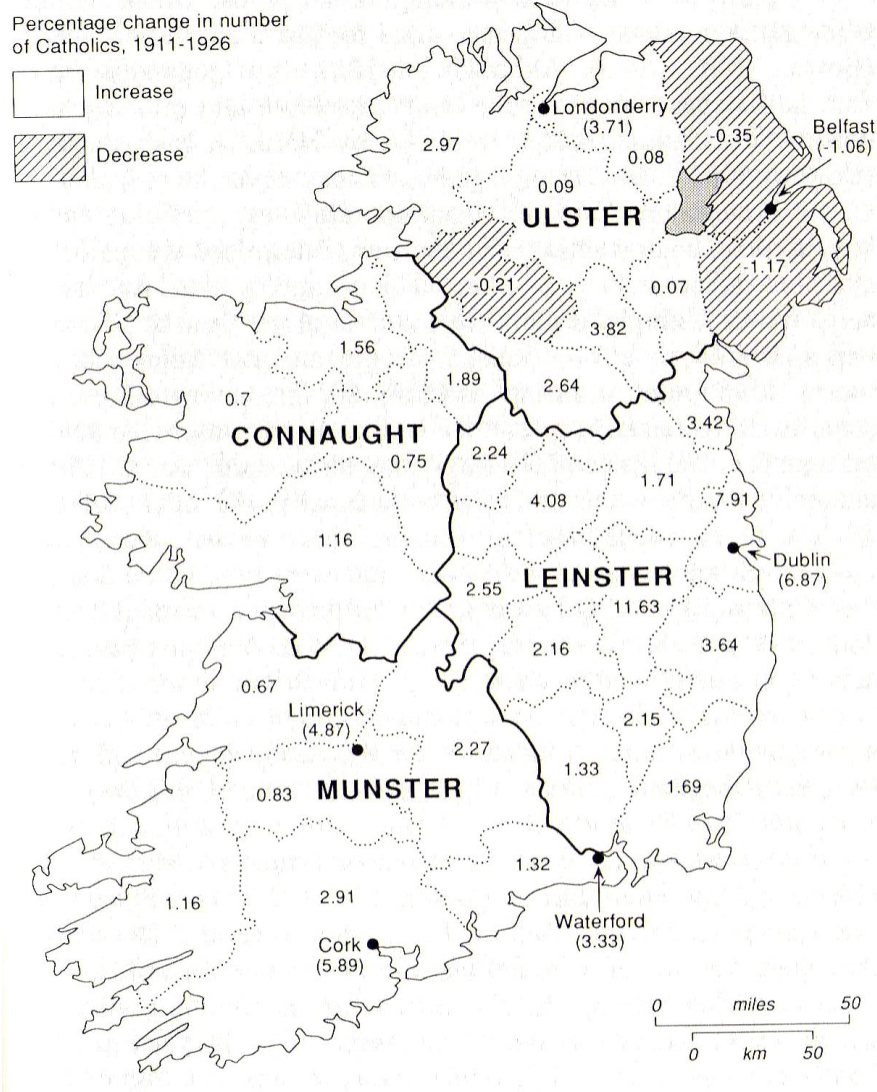 Percentage change in number
of Catholics, 1911-1926
Increase
Decrease
Londonderry
(3.71)
Belfast
(-1.06)
2.97
0.08
-0.35
0.09
ULSTER
-0.21
0.07
-1.17
3.82
1.56
1.89
2.64
0.7
CONNAUGHT
0.75
2.24
3.42
1.71
4.08
7.91
1.16
Dublin
(6.87)
LEINSTER
2.55
11.63
2.16
3.64
0.67
Limerick
(4.87)
2.15
2.27
1.33
0.83
MUNSTER
1.69
1.32
1.16
2.91
Waterford
(3.33)
Cork
(5.89)
0 miles 50
0 km 50